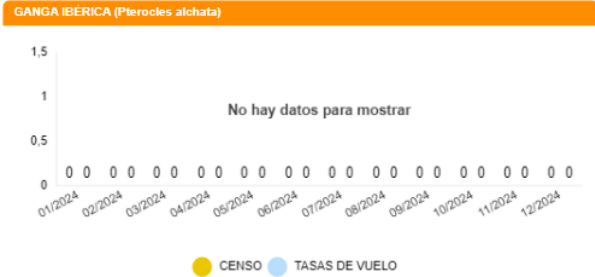 GANGA IBÉRICA (Pterocles alchata)
1,5
1
No hay datos para mostrar
0,5
0 0 0 0 0 0 0 0 0 0 0 0 0 0 0 0 0 0 0 0 0 0 0 0
0
01/2024 02/2024 03/2024 04/2024 05/2024 06/2024 07/2024 08/2024 09/2024 10/2024 11/2024 12/2024
CENSO TASAS DE VUELO